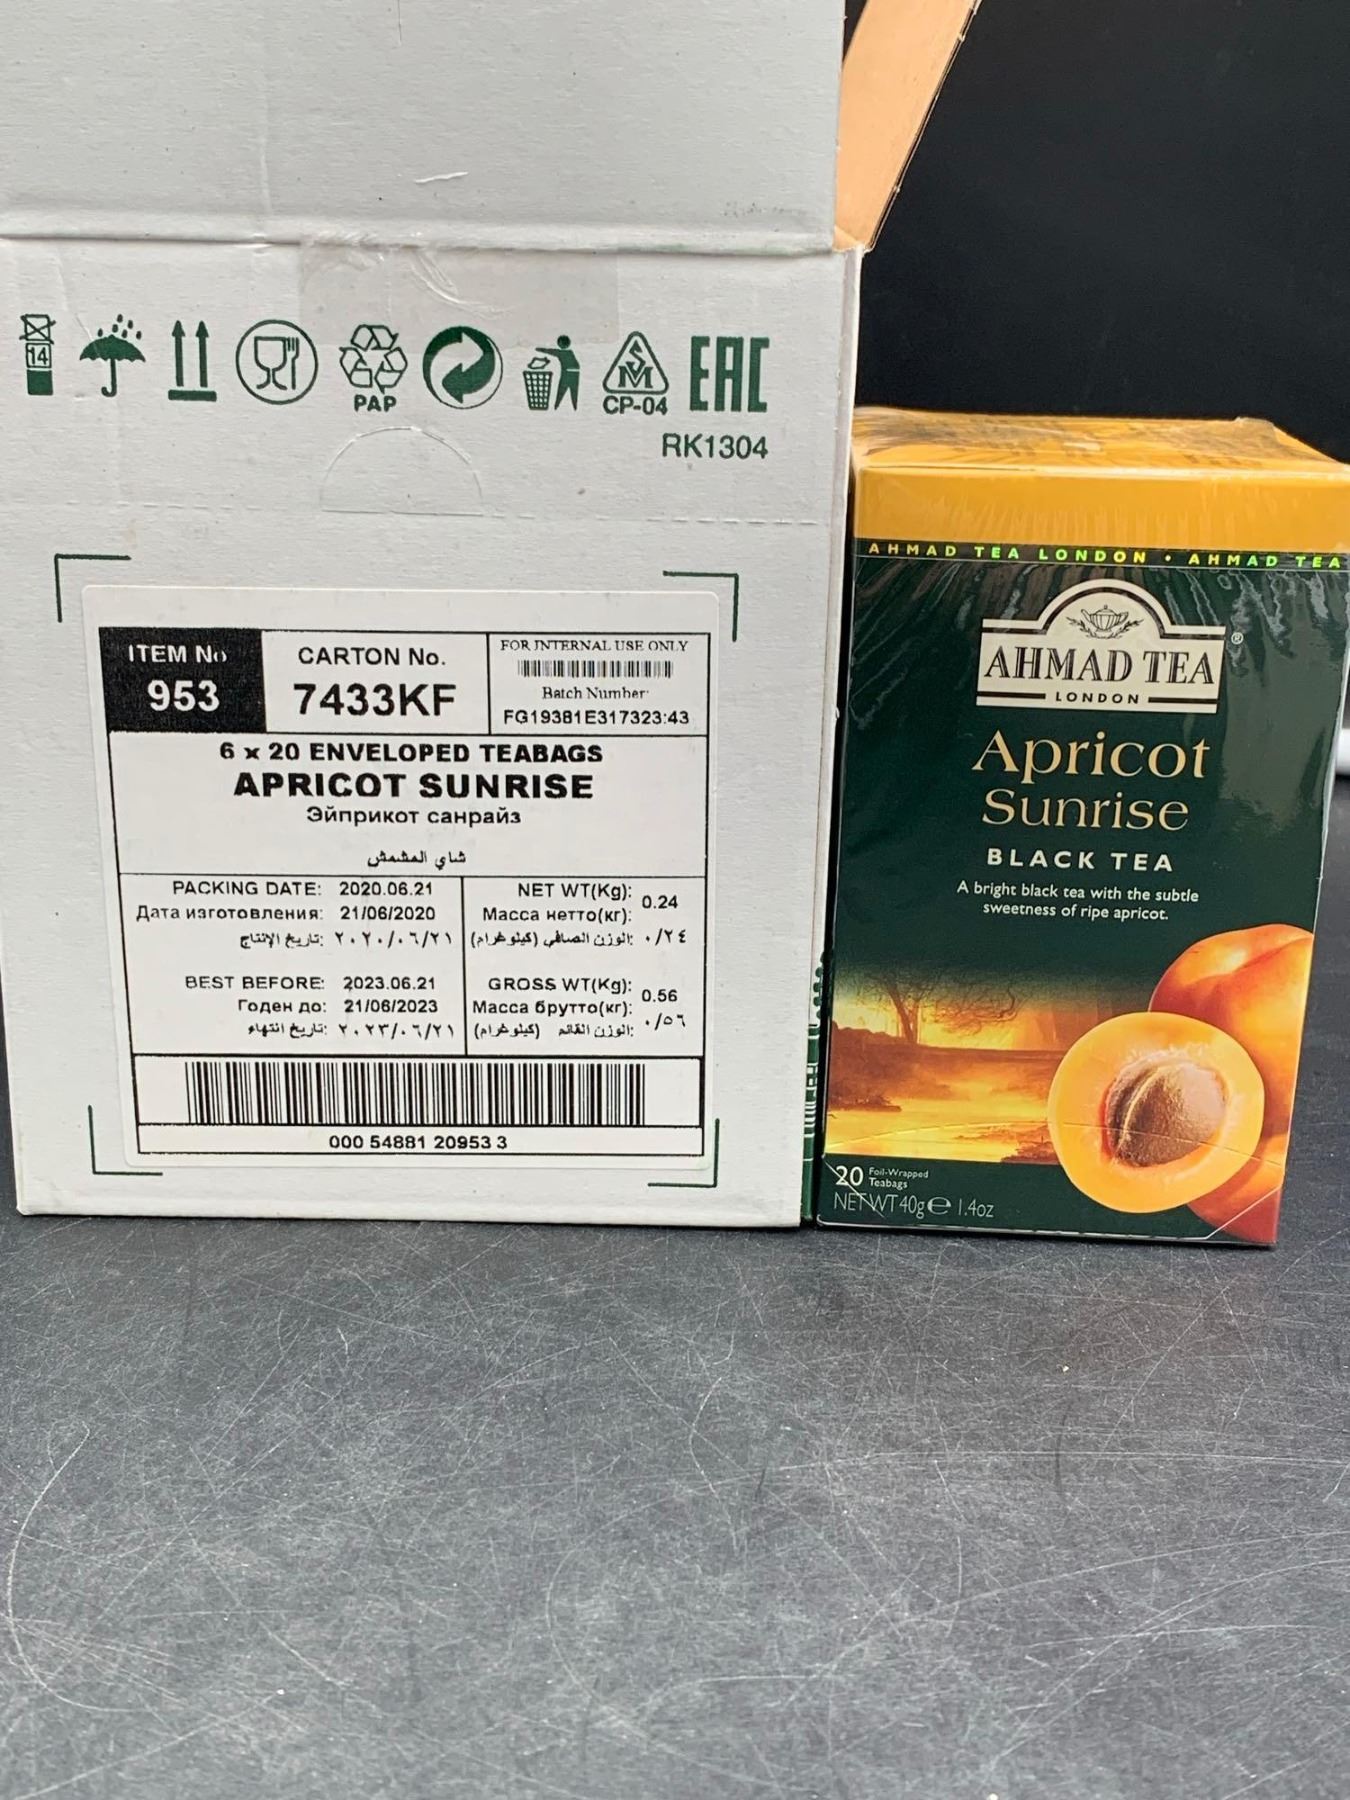 14
PAP
CP-04
EAC
RK1304
ITEM No
953
CARTON No.
7433KF
FOR INTERNAL USE ONLY
Batch Number:
FG19381E317323:43
6 x 20 ENVELOPED TEABAGS
APRICOT SUNRISE
Эйприкот санрайз
شاي المشمش
PACKING DATE: 2020.06.21
Дата изготовления: 21/06/2020
تاريخ الإنتاج: ٢٠٢٠/٠٦/٢١
BEST BEFORE: 2023.06.21
Годен до: 21/06/2023
تاريخ انتهاء: ٢٠٢٣/٠٦/٢١
NET WT(Kg): 0.24
Масса нетто(кг):
الوزن الصافي (كيلوغرام): ٠/٢٤
GROSS WT(Kg): 0.56
Масса брутто(кг):
الوزن القائم (كيلوغرام): ٠/٥٦
000 54881 20953 3
AHMAD TEA LONDON • AHMAD TEA
AHMAD TEA ®
LONDON
Apricot
Sunrise
BLACK TEA
A bright black tea with the subtle
sweetness of ripe apricot.
20 Foil-Wrapped
Teabags
NET WT 40g ℮ 1.4oz